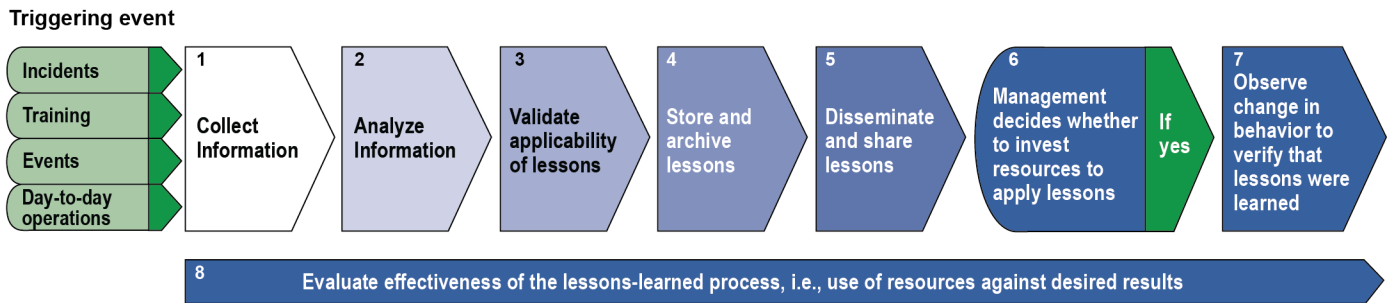 Triggering event
Incidents
Training
Events
Day-to-day
operations
1
Collect
Information
2
Analyze
Information
3
Validate
applicability
of lessons
4
Store and
archive
lessons
5
Disseminate
and share
lessons
6
Management
decides whether
to invest
resources to
apply lessons
If
yes
7
Observe
change in
behavior to
verify that
lessons were
learned
8
Evaluate effectiveness of the lessons-learned process, i.e., use of resources against desired results